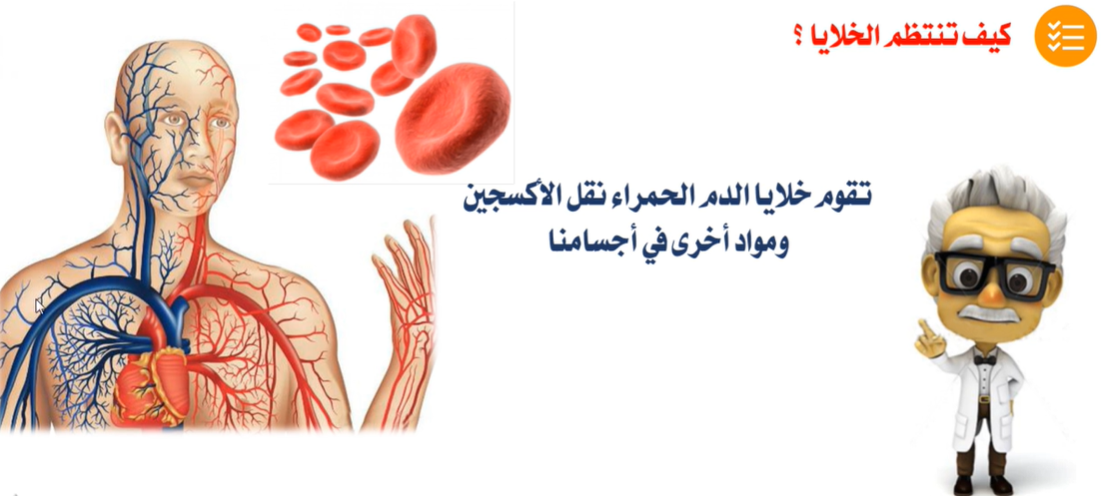 كيف تنتظم الخلايا ؟
تقوم خلايا الدم الحمراء نقل الأكسجين
ومواد أخرى في أجسامنا